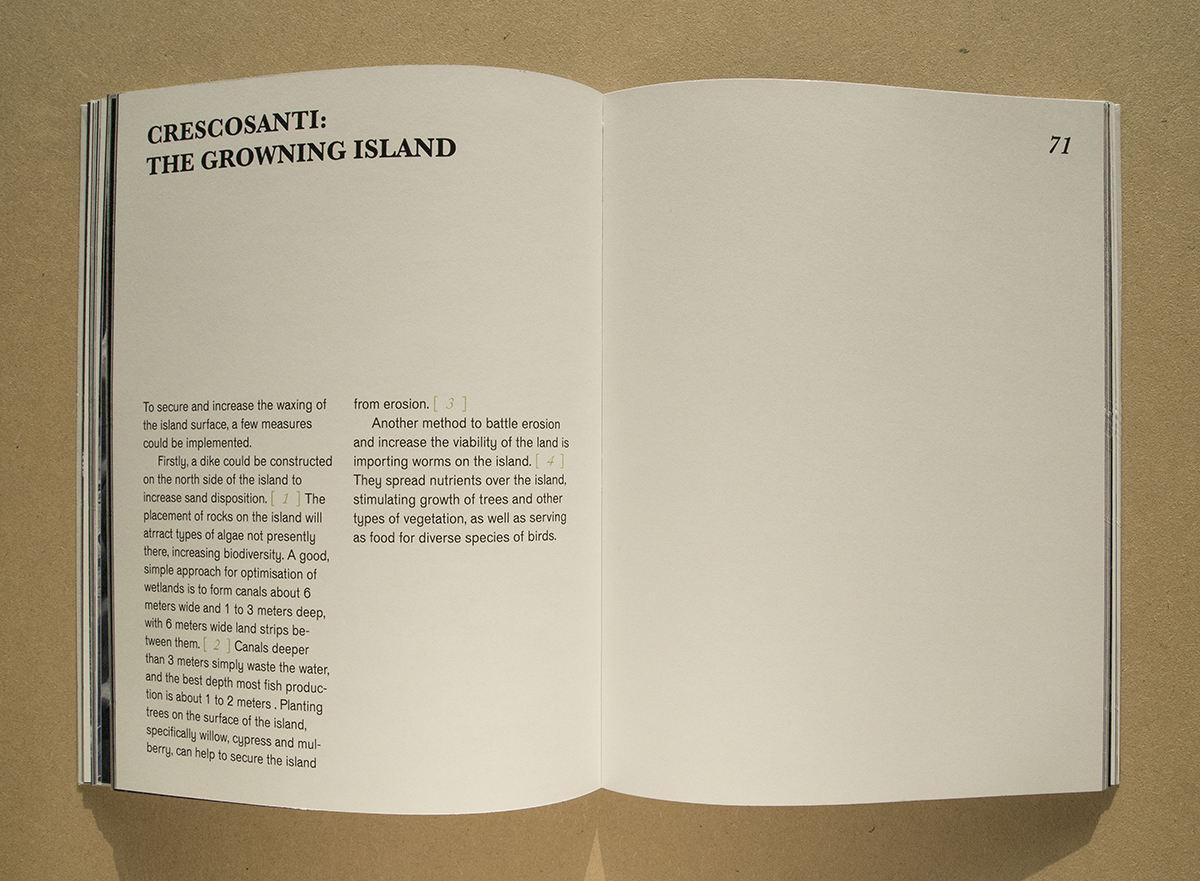 CRESCOSANTI:
THE GROWNING ISLAND
To secure and increase the waxing of
the island surface, a few measures
could be implemented.
Firstly, a dike could be constructed
on the north side of the island to
increase sand disposition. [ 1 ] The
placement of rocks on the island will
atrract types of algae not presently
there, increasing biodiversity. A good,
simple approach for optimisation of
wetlands is to form canals about 6
meters wide and 1 to 3 meters deep,
with 6 meters wide land strips be-
tween them. [ 2 ] Canals deeper
than 3 meters simply waste the water,
and the best depth most fish produc-
tion is about 1 to 2 meters . Planting
trees on the surface of the island,
specifically willow, cypress and mul-
berry, can help to secure the island
from erosion. [ 3 ]
Another method to battle erosion
and increase the viability of the land is
importing worms on the island. [ 4 ]
They spread nutrients over the island,
stimulating growth of trees and other
types of vegetation, as well as serving
as food for diverse species of birds.
71